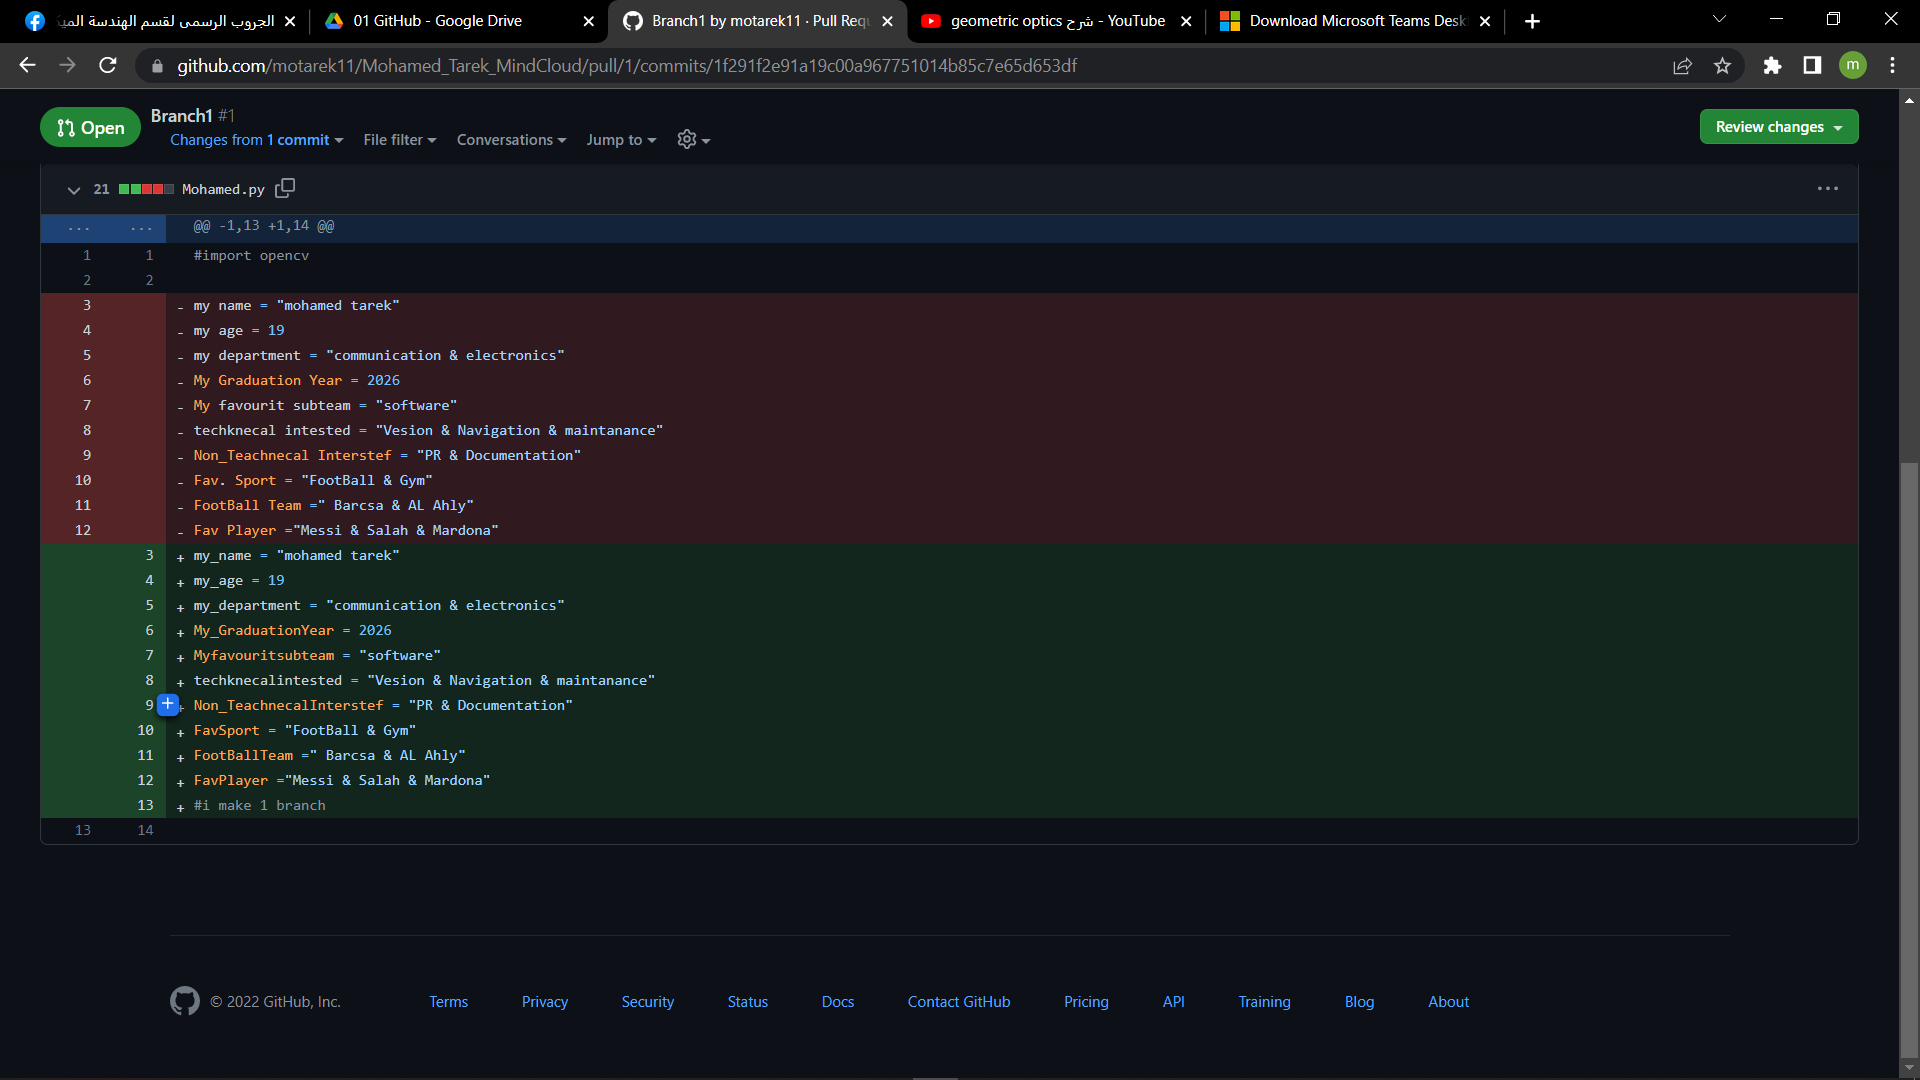 الجروب الرسمى لقسم الهندسة
01 GitHub - Google Drive
Branch1 by motarek11 · Pull Requ
geometric optics شرح - YouTube
Download Microsoft Teams Desk
github.com/motarek11/Mohamed_Tarek_MindCloud/pull/1/commits/1f291f2e91a19c00a967751014b85c7e65d653df
m
Open
Branch1 #1
Changes from 1 commit
File filter
Conversations
Jump to
Review changes
21
Mohamed.py
... ... @@ -1,13 +1,14 @@
1 1 #import opencv
2 2
3 - my name = "mohamed tarek"
4 - my age = 19
5 - my department = "communication & electronics"
6 - My Graduation Year = 2026
7 - My favourit subteam = "software"
8 - techknecal intested = "Vesion & Navigation & maintanance"
9 - Non_Teachnecal Interstef = "PR & Documentation"
10 - Fav. Sport = "FootBall & Gym"
11 - FootBall Team =" Barcsa & AL Ahly"
12 - Fav Player ="Messi & Salah & Mardona"
3 + my_name = "mohamed tarek"
4 + my_age = 19
5 + my_department = "communication & electronics"
6 + My_GraduationYear = 2026
7 + Myfavouritsubteam = "software"
8 + techknecalintested = "Vesion & Navigation & maintanance"
9 + Non_TeachnecalInterstef = "PR & Documentation"
10 + FavSport = "FootBall & Gym"
11 + FootBallTeam =" Barcsa & AL Ahly"
12 + FavPlayer ="Messi & Salah & Mardona"
13 + #i make 1 branch
13 14
© 2022 GitHub, Inc.
Terms
Privacy
Security
Status
Docs
Contact GitHub
Pricing
API
Training
Blog
About